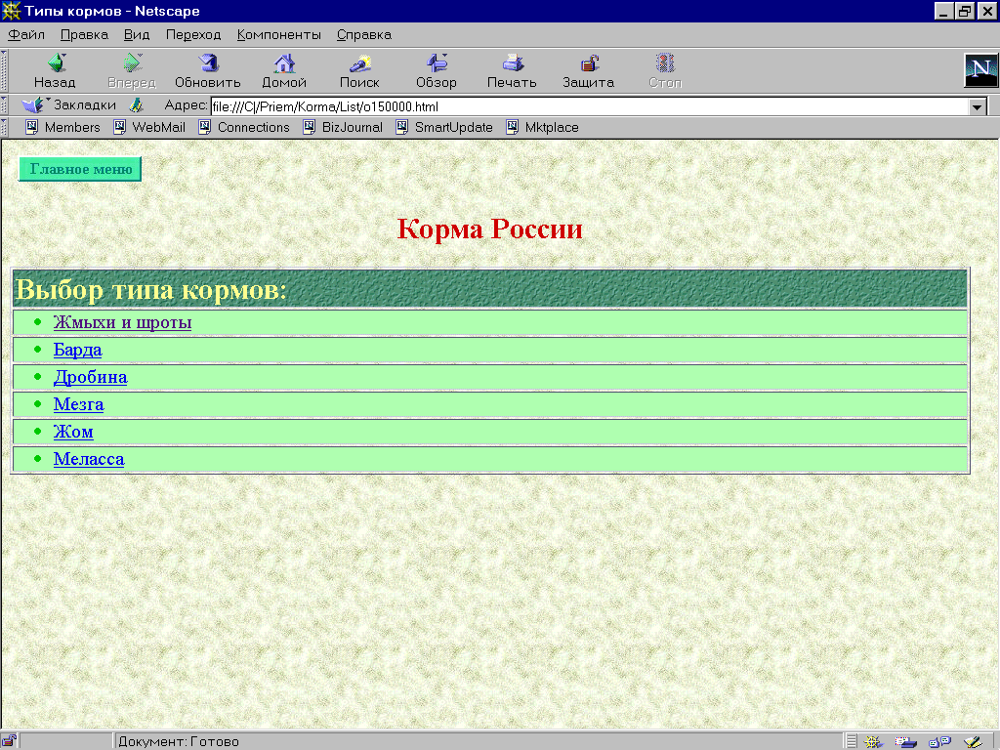 Типы кормов - Netscape
Файл Правка Вид Переход Компоненты Справка
Назад Вперед Обновить Домой Поиск Обзор Печать Защита Стоп
N
Закладки Адрес: file:///C|/Priem/Korma/List/o150000.html
Members WebMail Connections BizJournal SmartUpdate Mktplace
Главное меню
Корма России
Выбор типа кормов:
Жмыхи и шроты
Барда
Дробина
Мезга
Жом
Меласса
Документ: Готово